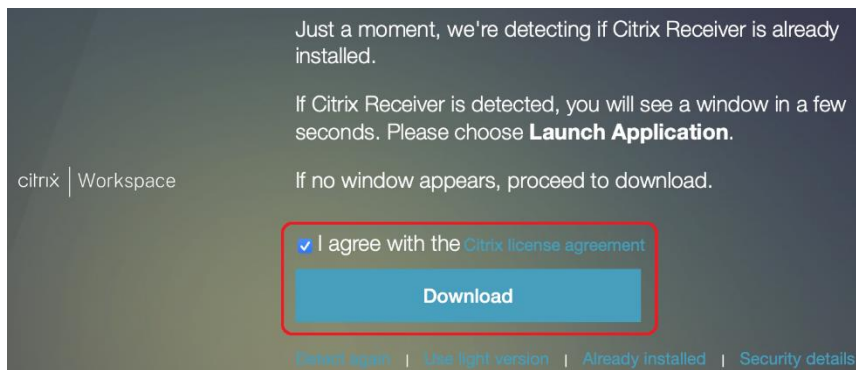 Just a moment, we're detecting if Citrix Receiver is already
installed.
If Citrix Receiver is detected, you will see a window in a few
seconds. Please choose Launch Application.
citrix | Workspace
If no window appears, proceed to download.
I agree with the Citrix license agreement
Download
Detect again | Use light version | Already installed | Security details